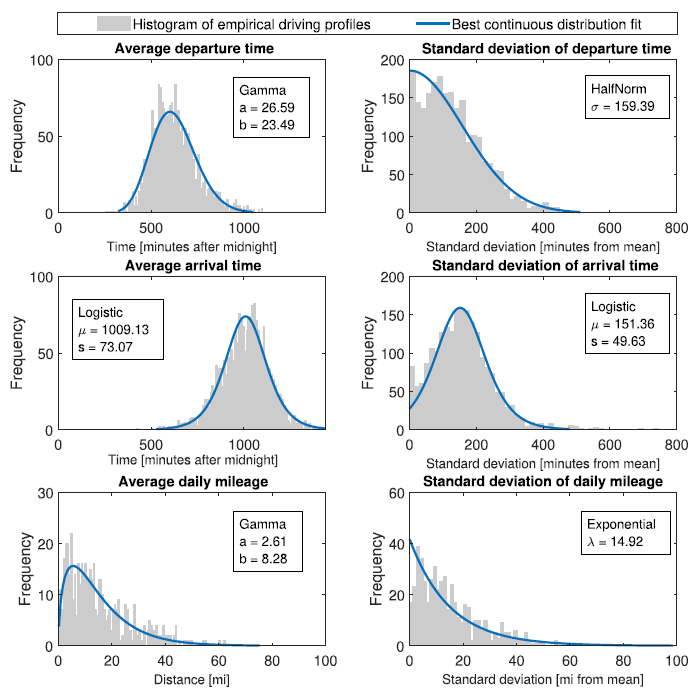 Histogram of empirical driving profiles
Best continuous distribution fit
Average departure time
Frequency
100
50
0
Gamma
a = 26.59
b = 23.49
0 500 1000
Time [minutes after midnight]
Standard deviation of departure time
Frequency
200
150
100
50
0
HalfNorm
σ = 159.39
0 200 400 600 800
Standard deviation [minutes from mean]
Average arrival time
Frequency
100
50
0
Logistic
μ = 1009.13
s = 73.07
0 500 1000
Time [minutes after midnight]
Standard deviation of arrival time
Frequency
200
150
100
50
0
Logistic
μ = 151.36
s = 49.63
0 200 400 600 800
Standard deviation [minutes from mean]
Average daily mileage
Frequency
30
20
10
0
Gamma
a = 2.61
b = 8.28
0 20 40 60 80 100
Distance [mi]
Standard deviation of daily mileage
Frequency
60
40
20
0
Exponential
λ = 14.92
0 20 40 60 80 100
Standard deviation [mi from mean]